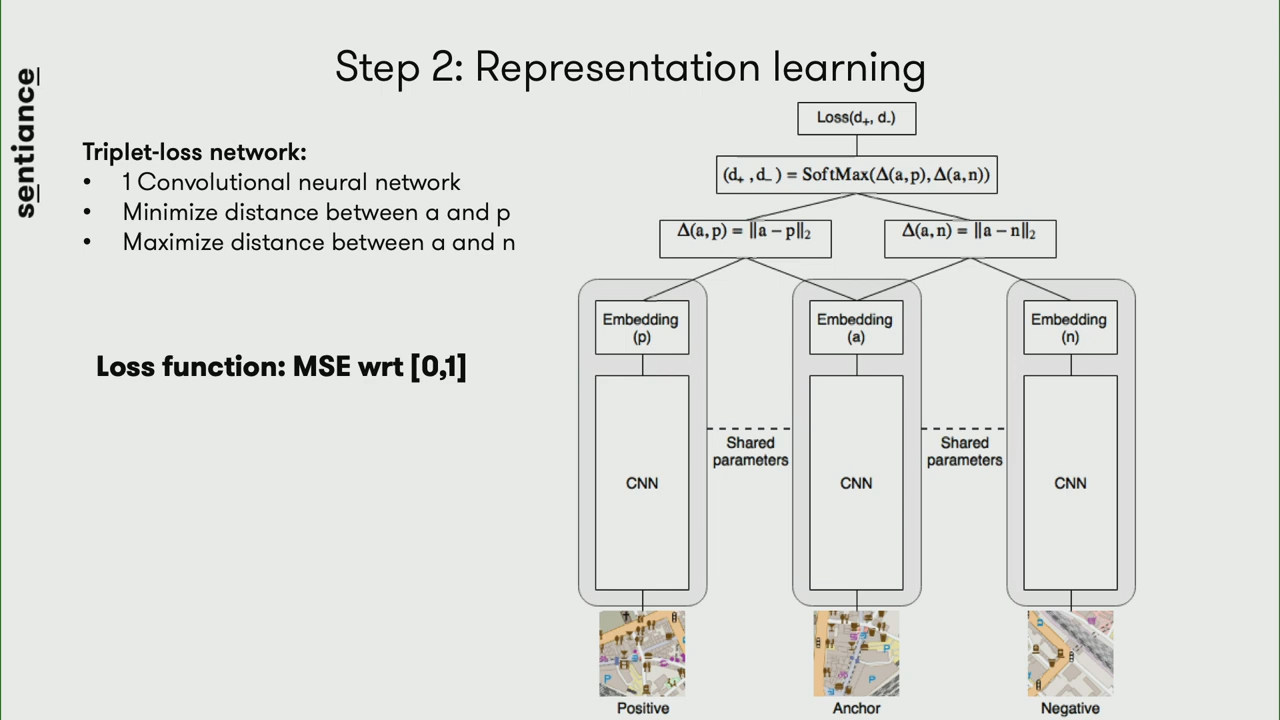 sentiance
Step 2: Representation learning
Triplet-loss network:
• 1 Convolutional neural network
• Minimize distance between a and p
• Maximize distance between a and n
Loss function: MSE wrt [0,1]
Loss(d₊, d₋)
(d₊ , d₋ ) = SoftMax(Δ(a,p), Δ(a,n))
Δ(a,p) = ||a − p||₂
Δ(a,n) = ||a − n||₂
Embedding
(p)
Embedding
(a)
Embedding
(n)
CNN
Shared
parameters
CNN
Shared
parameters
CNN
P
P
P
P
Positive
Anchor
Negative